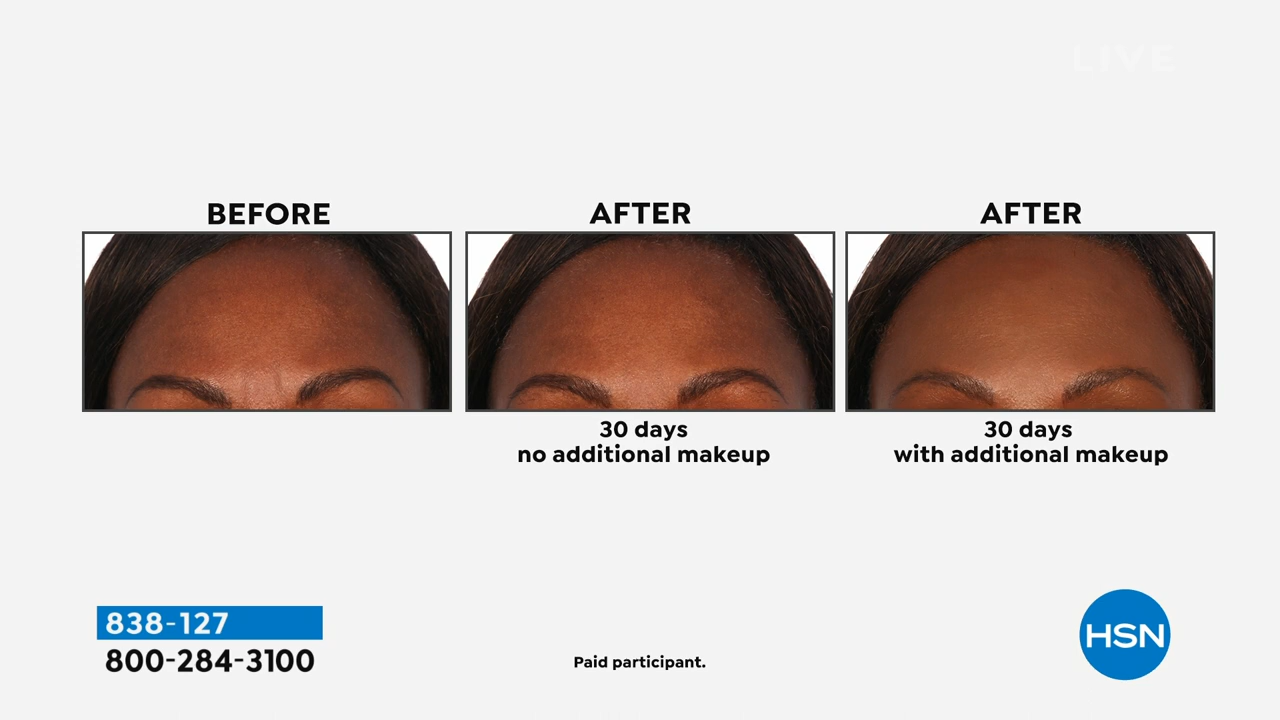 LIVE
BEFORE
AFTER
AFTER
30 days
no additional makeup
30 days
with additional makeup
838-127
800-284-3100
Paid participant.
HSN